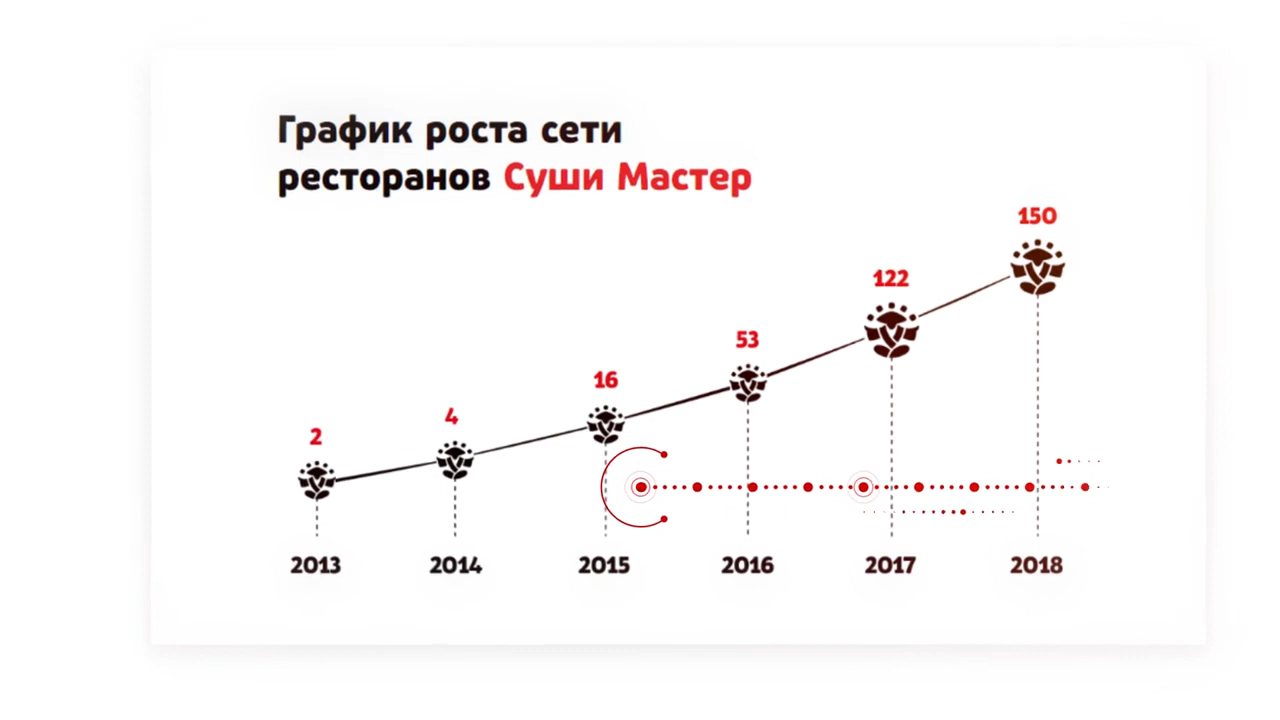 График роста сети
ресторанов Суши Мастер
150
122
53
16
4
2
2013 2014 2015 2016 2017 2018